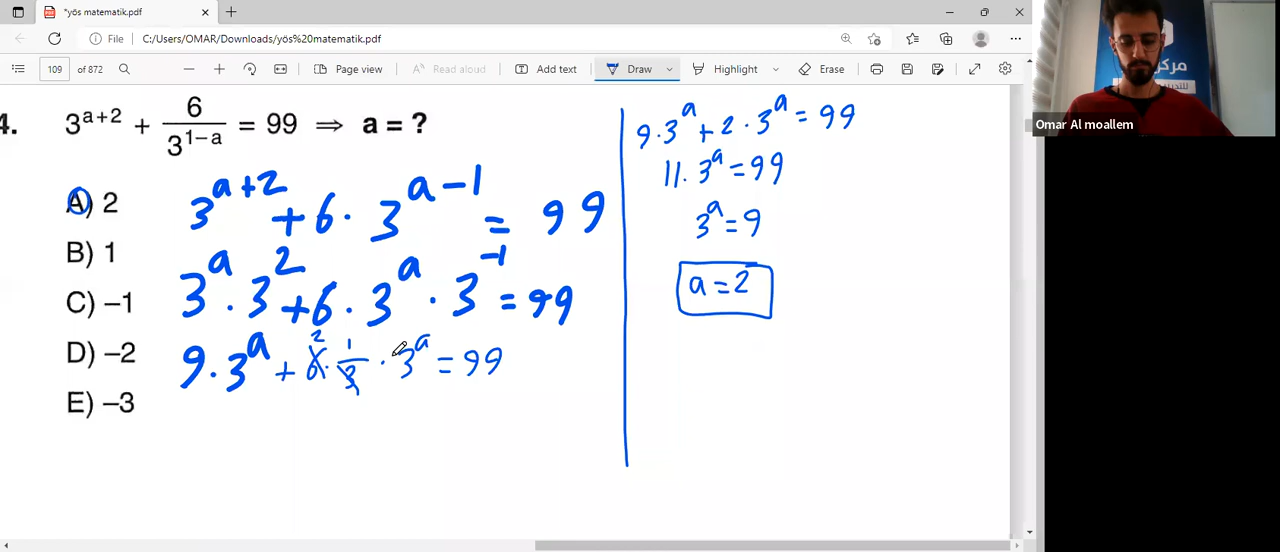 *yös matematik.pdf
File C:/Users/OMAR/Downloads/yös%20matematik.pdf
109 of 872 Page view Read aloud Add text Draw Highlight Erase
4. 3^{a+2} + 6/3^{1−a} = 99 ⇒ a = ?
A) 2
B) 1
C) −1
D) −2
E) −3
3^{a+2} + 6 · 3^{a−1} = 99
3^a · 3^2 + 6 · 3^a · 3^{−1} = 99
9 · 3^a + 6 · 1/3 · 3^a = 99
2
9 · 3^a + 2 · 3^a = 99
11 · 3^a = 99
3^a = 9
a = 2
مركز
Omar Al moallem